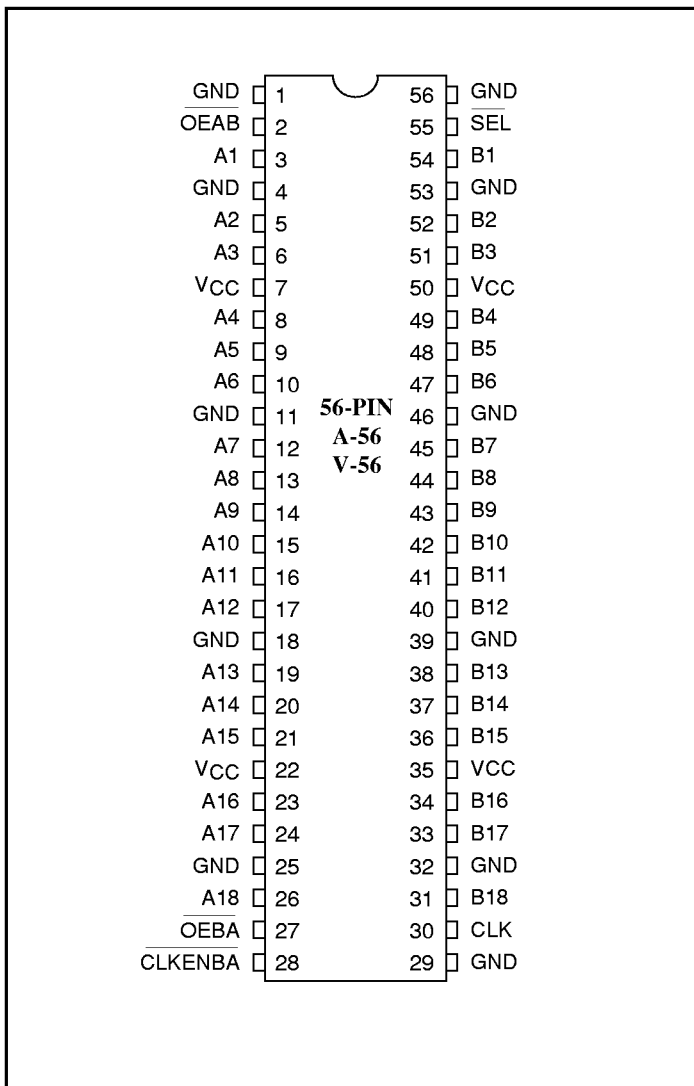 GND 1 56 GND
OEAB 2 55 SEL
A1 3 54 B1
GND 4 53 GND
A2 5 52 B2
A3 6 51 B3
VCC 7 50 VCC
A4 8 49 B4
A5 9 48 B5
A6 10 47 B6
GND 11 56-PIN 46 GND
A7 12 A-56 45 B7
A8 13 V-56 44 B8
A9 14 43 B9
A10 15 42 B10
A11 16 41 B11
A12 17 40 B12
GND 18 39 GND
A13 19 38 B13
A14 20 37 B14
A15 21 36 B15
VCC 22 35 VCC
A16 23 34 B16
A17 24 33 B17
GND 25 32 GND
A18 26 31 B18
OEBA 27 30 CLK
CLKENBA 28 29 GND